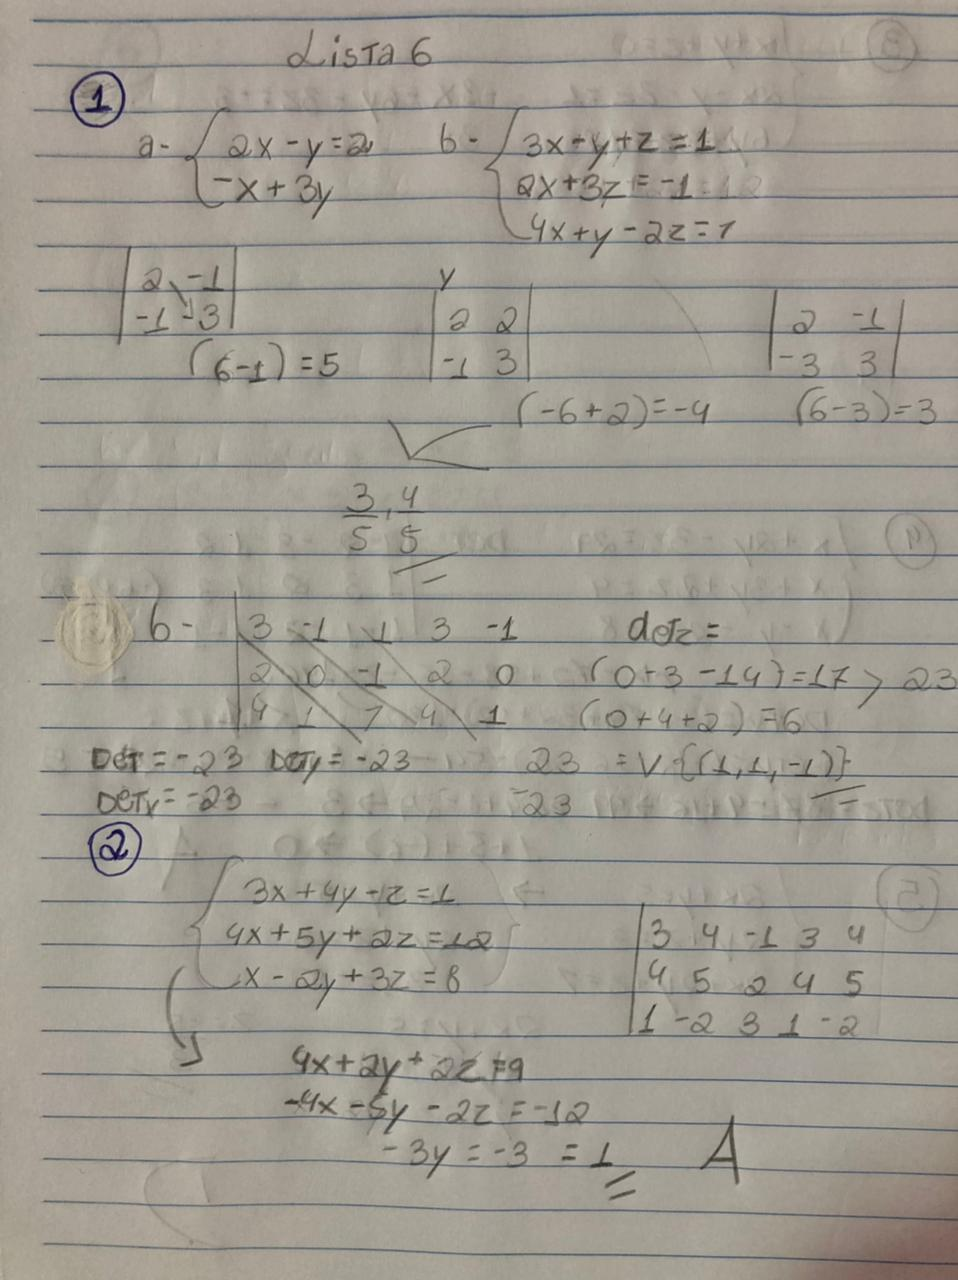 Lista 6
1
a- { 2x - y = 2    b- { 3x - y + z = 1
-x + 3y    2x + 3z = -1
4x + y - 2z = 7
| 2 -1 |    y
| -1 -3 |    | 2 2 |    | 2 -1 |
(6-1) = 5    | -1 3 |    | -3 3 |
(-6+2) = -4    (6-3) = 3
3/5, 4/5
b- | 3 -1 1 3 -1    detz =
2 0 -1 2 0    (0+3-14) = 17 > 23
4 1 7 4 1    (0+4+2) = 6
Det = -23    Dety = -23    23 = V {(1, 1, -1)}
Dety = -23    -23
2
{ 3x + 4y - z = 1
4x + 5y + 2z = 12    | 3 4 -1 3 4
x - 2y + 3z = 8    4 5 2 4 5
1 -2 3 1 -2
4x + 2y + 2z = 9
-4x - 5y - 2z = -12
-3y = -3 = 1    A